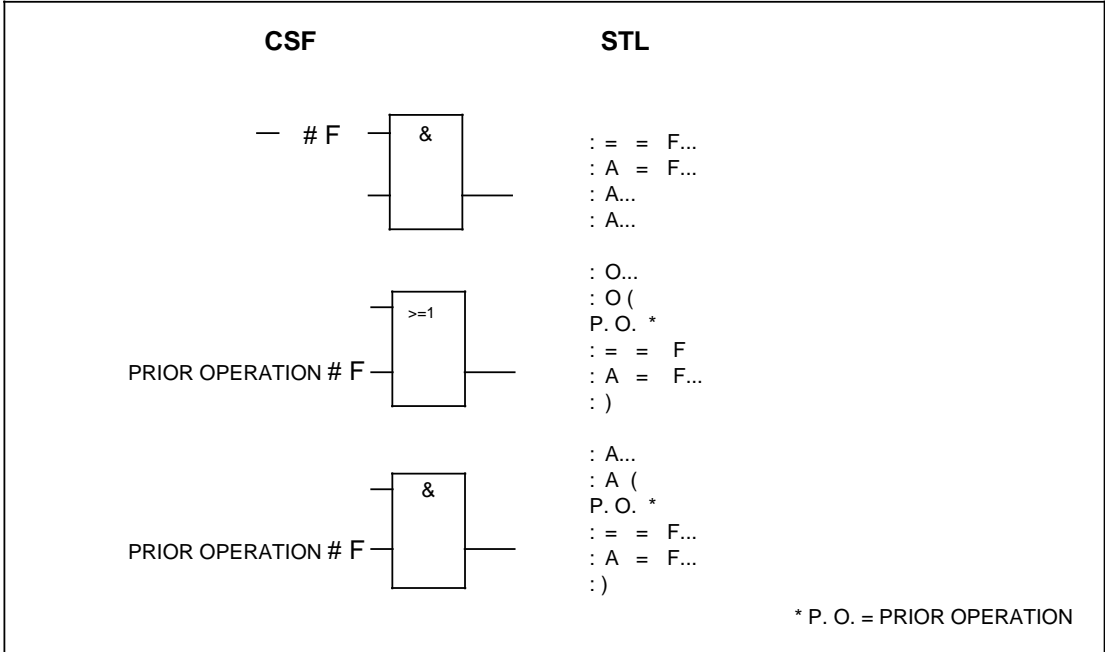 CSF STL
# F &
: = = F...
: A = F...
: A...
: A...
: O...
: O (
>=1
P. O. *
: = = F
PRIOR OPERATION # F
: A = F...
: )
: A...
: A (
&
P. O. *
: = = F...
PRIOR OPERATION # F
: A = F...
: )
* P. O. = PRIOR OPERATION